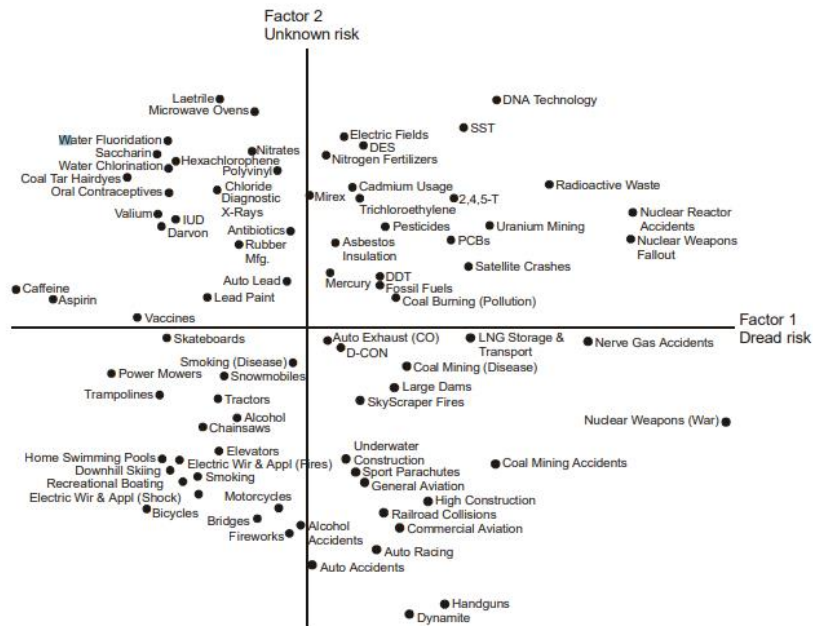 Factor 2
Unknown risk
Laetrile
Microwave Ovens
DNA Technology
Water Fluoridation
Saccharin
Water Chlorination
Coal Tar Hairdyes
Oral Contraceptives
Nitrates
Hexachlorophene
Polyvinyl
Chloride
Diagnostic
X-Rays
Electric Fields
DES
Nitrogen Fertilizers
SST
Mirex
Cadmium Usage
Trichloroethylene
2,4,5-T
Radioactive Waste
Valium
IUD
Darvon
Antibiotics
Rubber
Mfg.
Pesticides
Asbestos
Insulation
PCBs
Uranium Mining
Nuclear Reactor
Accidents
Nuclear Weapons
Fallout
Satellite Crashes
Auto Lead
Lead Paint
Mercury
DDT
Fossil Fuels
Coal Burning (Pollution)
Caffeine
Aspirin
Vaccines
Factor 1
Dread risk
Skateboards
Auto Exhaust (CO)
D-CON
LNG Storage &
Transport
Nerve Gas Accidents
Smoking (Disease)
Power Mowers
Snowmobiles
Coal Mining (Disease)
Trampolines
Tractors
Large Dams
SkyScraper Fires
Alcohol
Chainsaws
Nuclear Weapons (War)
Elevators
Home Swimming Pools
Electric Wir & Appl (Fires)
Downhill Skiing
Smoking
Recreational Boating
Electric Wir & Appl (Shock)
Underwater
Construction
Sport Parachutes
General Aviation
Coal Mining Accidents
Motorcycles
Bicycles
Bridges
Fireworks
Alcohol
Accidents
High Construction
Railroad Collisions
Commercial Aviation
Auto Racing
Auto Accidents
Handguns
Dynamite